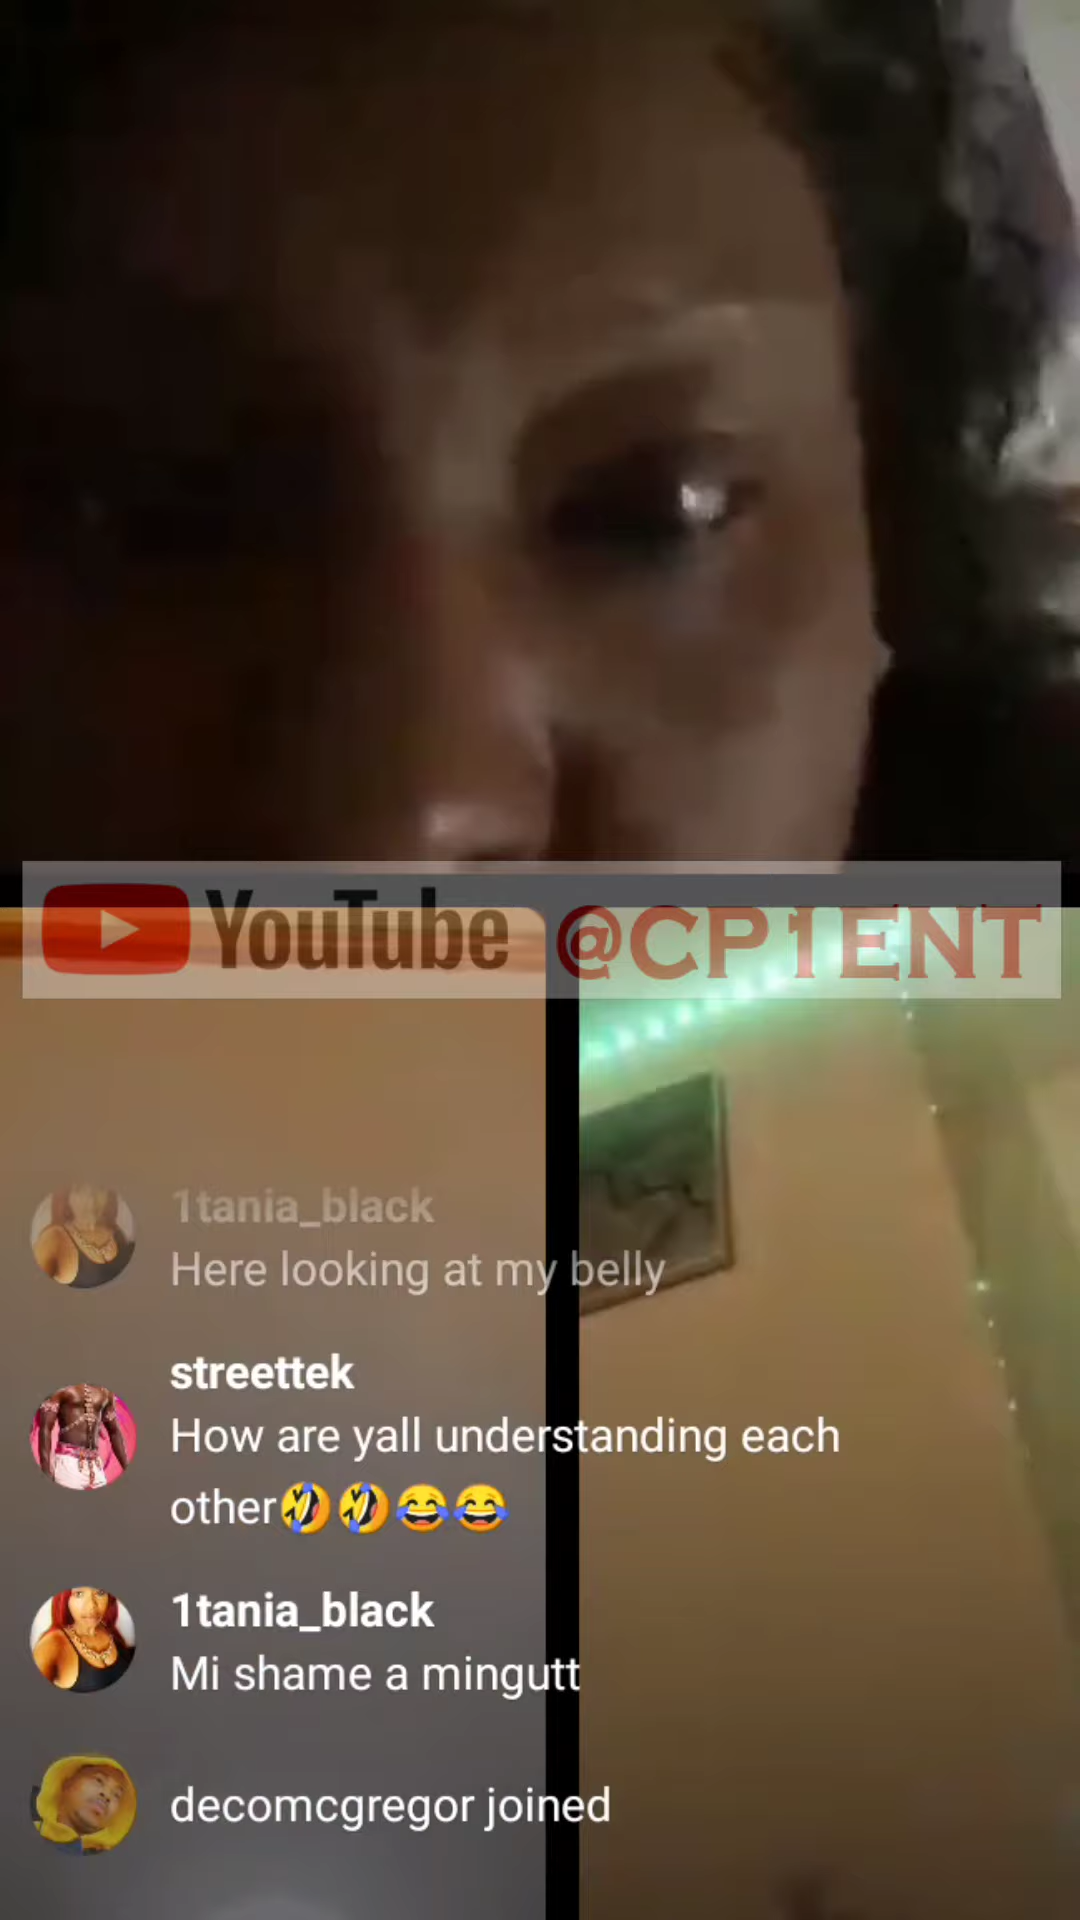 YouTube @CP1ENT
1tania_black
Here looking at my belly
streettek
How are yall understanding each
other🤣🤣😂😂
1tania_black
Mi shame a mingutt
decomcgregor joined